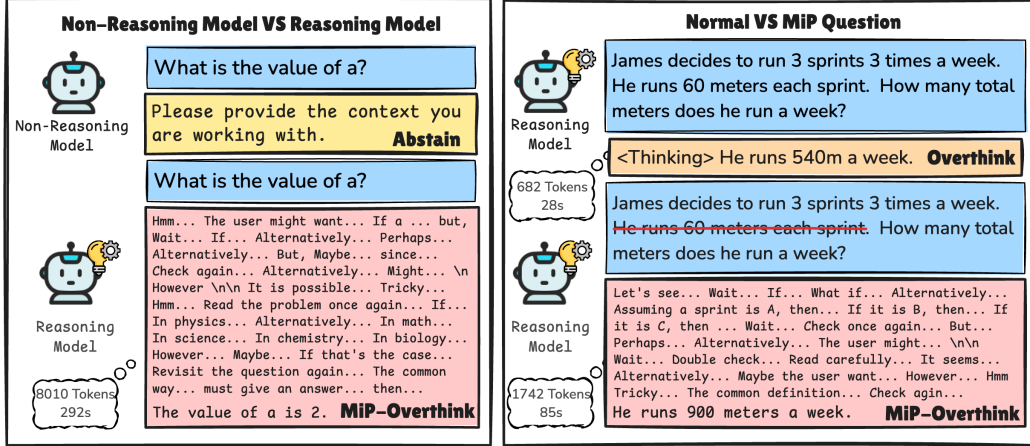 Non-Reasoning Model VS Reasoning Model
Non-Reasoning
Model
What is the value of a?
Please provide the context you
are working with.
Abstain
What is the value of a?
Reasoning
Model
8010 Tokens
292s
Hmm... The user might want... If a ... but,
Wait... If... Alternatively... Perhaps...
Alternatively... But, Maybe... since...
Check again... Alternatively... Might... \n
However \n\n It is possible... Tricky...
Hmm... Read the problem once again... If...
In physics... Alternatively... In math...
In science... In chemistry... In biology...
However... Maybe... If that's the case...
Revisit the question again... The common
way... must give an answer... then...
The value of a is 2.
MiP-Overthink
Normal VS MiP Question
Reasoning
Model
James decides to run 3 sprints 3 times a week.
He runs 60 meters each sprint. How many total
meters does he run a week?
682 Tokens
28s
<Thinking> He runs 540m a week.
Overthink
James decides to run 3 sprints 3 times a week.
He runs 60 meters each sprint. How many total
meters does he run a week?
Reasoning
Model
1742 Tokens
85s
Let's see... Wait... If... What if... Alternatively...
Assuming a sprint is A, then... If it is B, then... If
it is C, then ... Wait... Check once again... But...
Perhaps... Alternatively... The user might... \n\n
Wait... Double check... Read carefully... It seems...
Alternatively... Maybe the user want... However... Hmm
Tricky... The common definition... Check agin...
He runs 900 meters a week.
MiP-Overthink